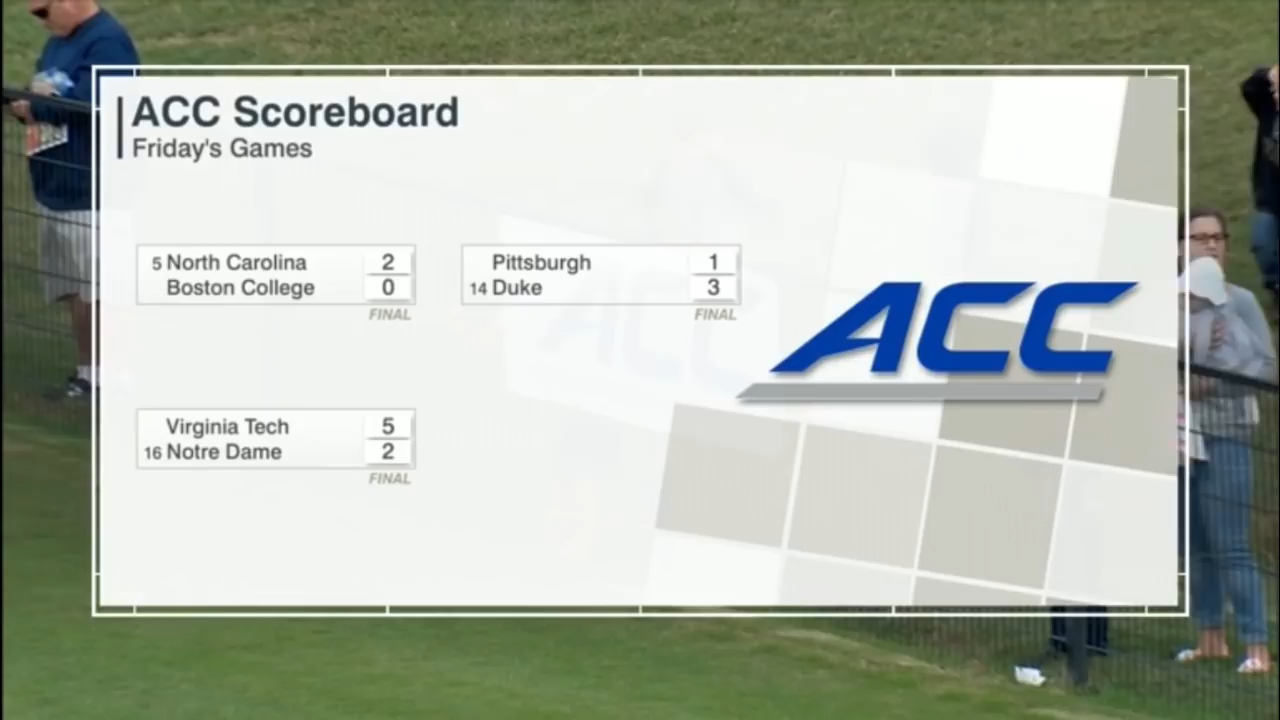 ACC Scoreboard
Friday's Games
5 North Carolina 2
Boston College 0
FINAL
Pittsburgh 1
14 Duke 3
FINAL
ACC
Virginia Tech 5
16 Notre Dame 2
FINAL